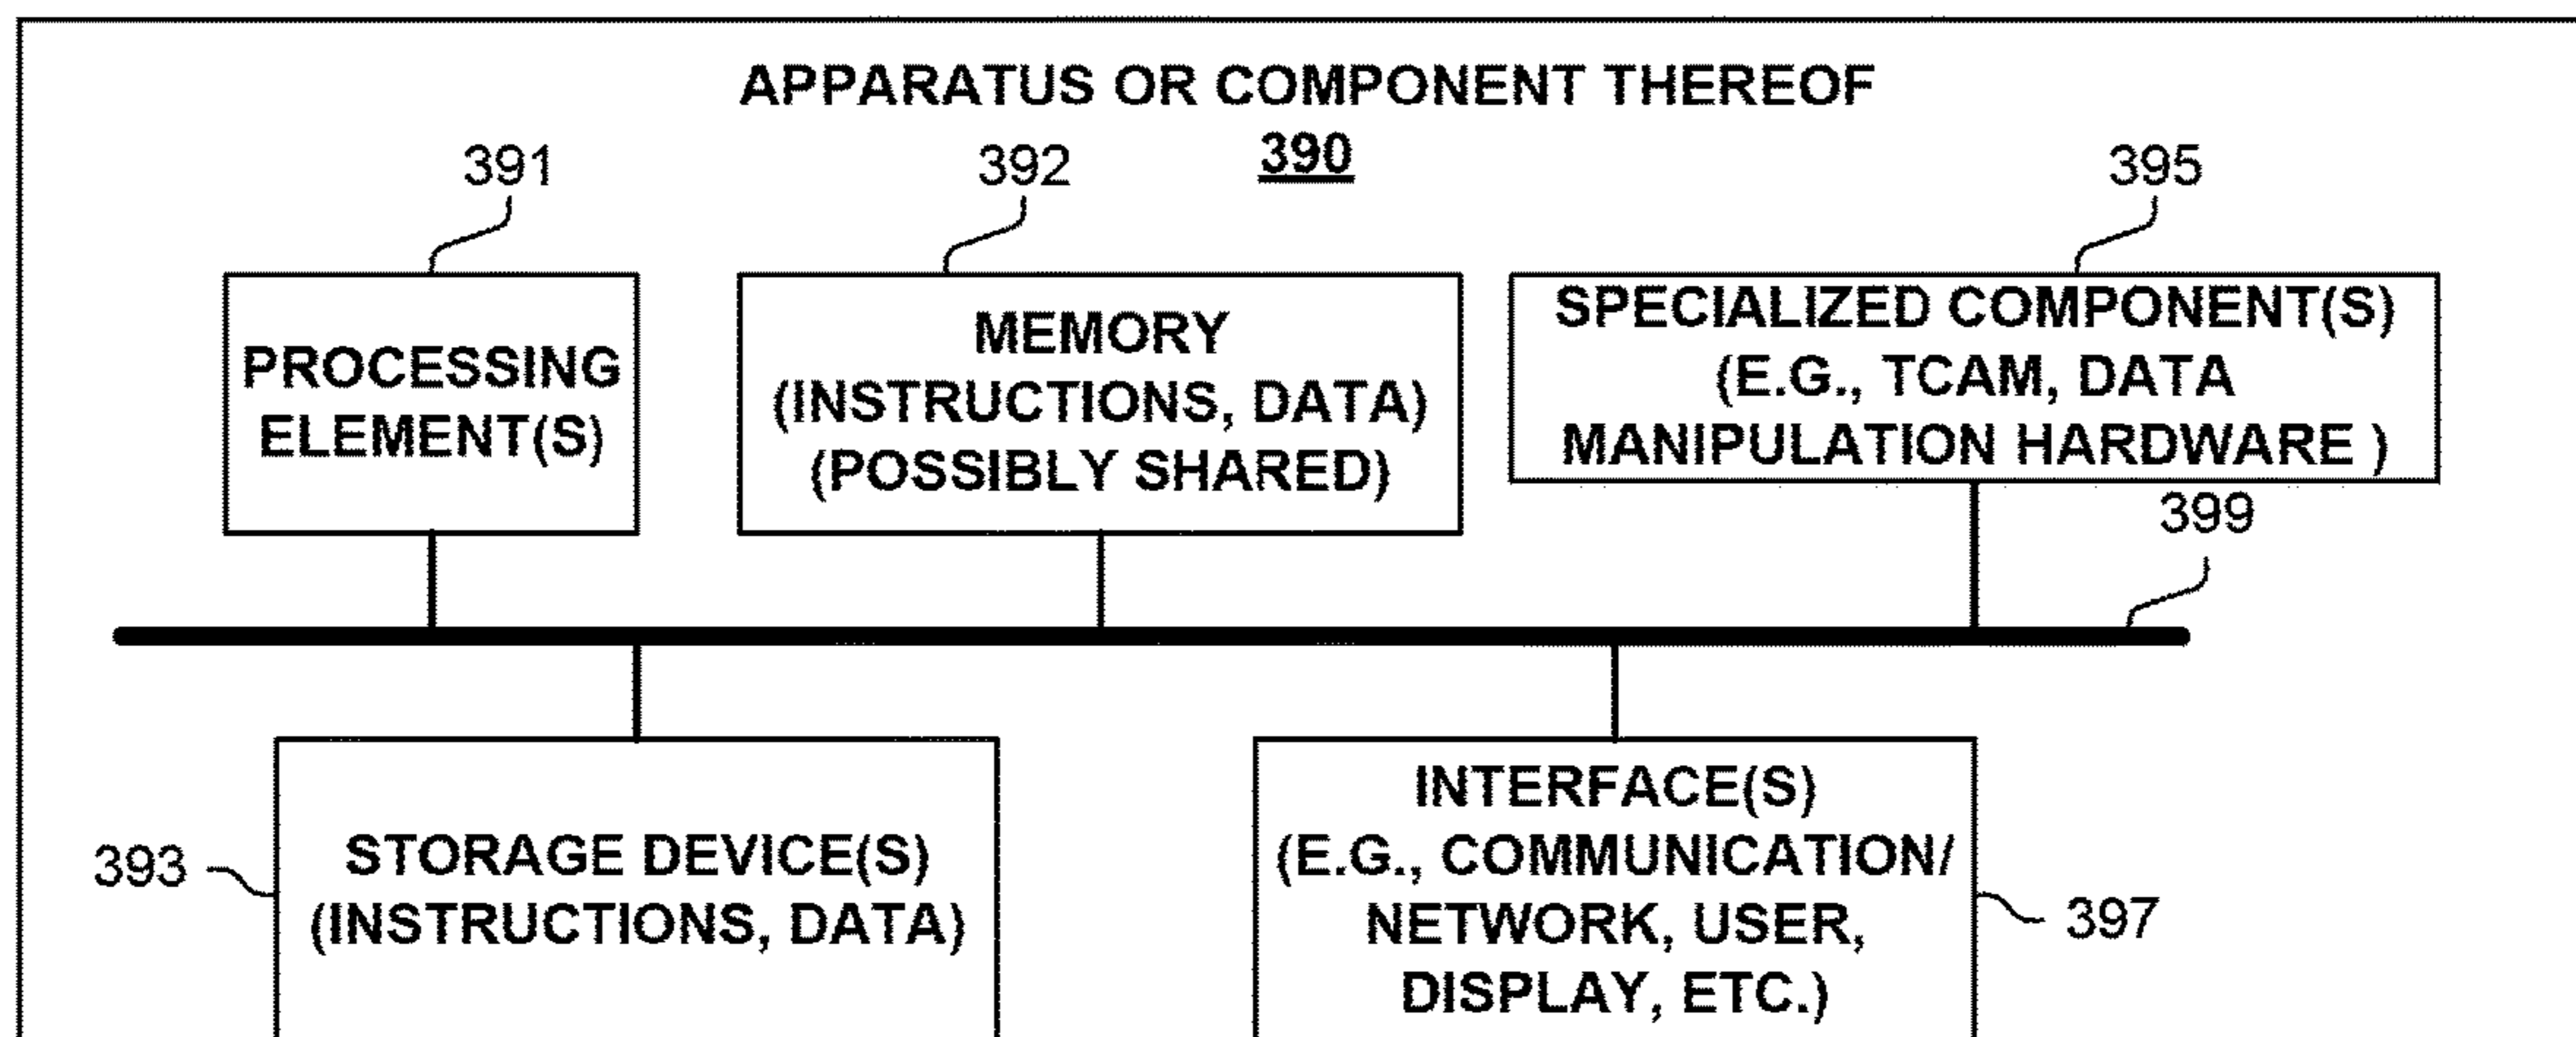 APPARATUS OR COMPONENT THEREOF
390
391
392
395
PROCESSING
ELEMENT(S)
MEMORY
(INSTRUCTIONS, DATA)
(POSSIBLY SHARED)
SPECIALIZED COMPONENT(S)
(E.G., TCAM, DATA
MANIPULATION HARDWARE )
399
393
STORAGE DEVICE(S)
(INSTRUCTIONS, DATA)
INTERFACE(S)
(E.G., COMMUNICATION/
NETWORK, USER,
DISPLAY, ETC.)
397